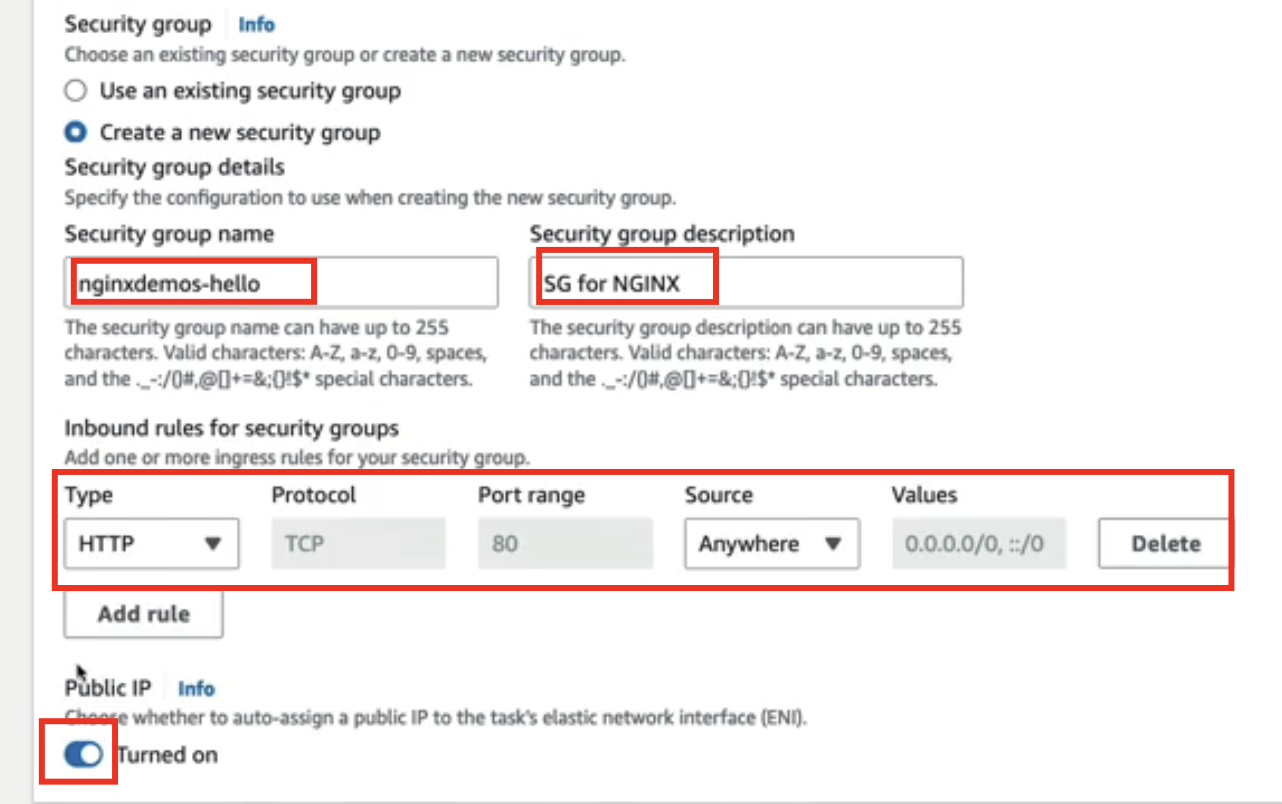 Security group Info
Choose an existing security group or create a new security group.
Use an existing security group
Create a new security group
Security group details
Specify the configuration to use when creating the new security group.
Security group name Security group description
nginxdemos-hello SG for NGINX
The security group name can have up to 255 The security group description can have up to 255
characters. Valid characters: A-Z, a-z, 0-9, spaces, characters. Valid characters: A-Z, a-z, 0-9, spaces,
and the ._-:/()#,@[]+=&;{}!$* special characters. and the ._-:/()#,@[]+=&;{}!$* special characters.
Inbound rules for security groups
Add one or more ingress rules for your security group.
Type Protocol Port range Source Values
HTTP TCP 80 Anywhere 0.0.0.0/0, ::/0 Delete
Add rule
Public IP Info
Choose whether to auto-assign a public IP to the task's elastic network interface (ENI).
Turned on